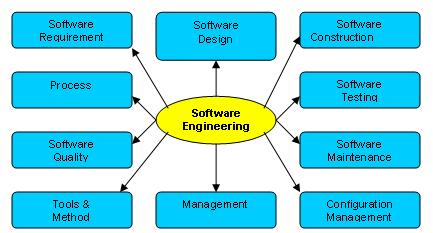 Software
Requirement
Software
Design
Software
Construction
Process
Software
Testing
Software
Engineering
Software
Quality
Software
Maintenance
Tools &
Method
Management
Configuration
Management